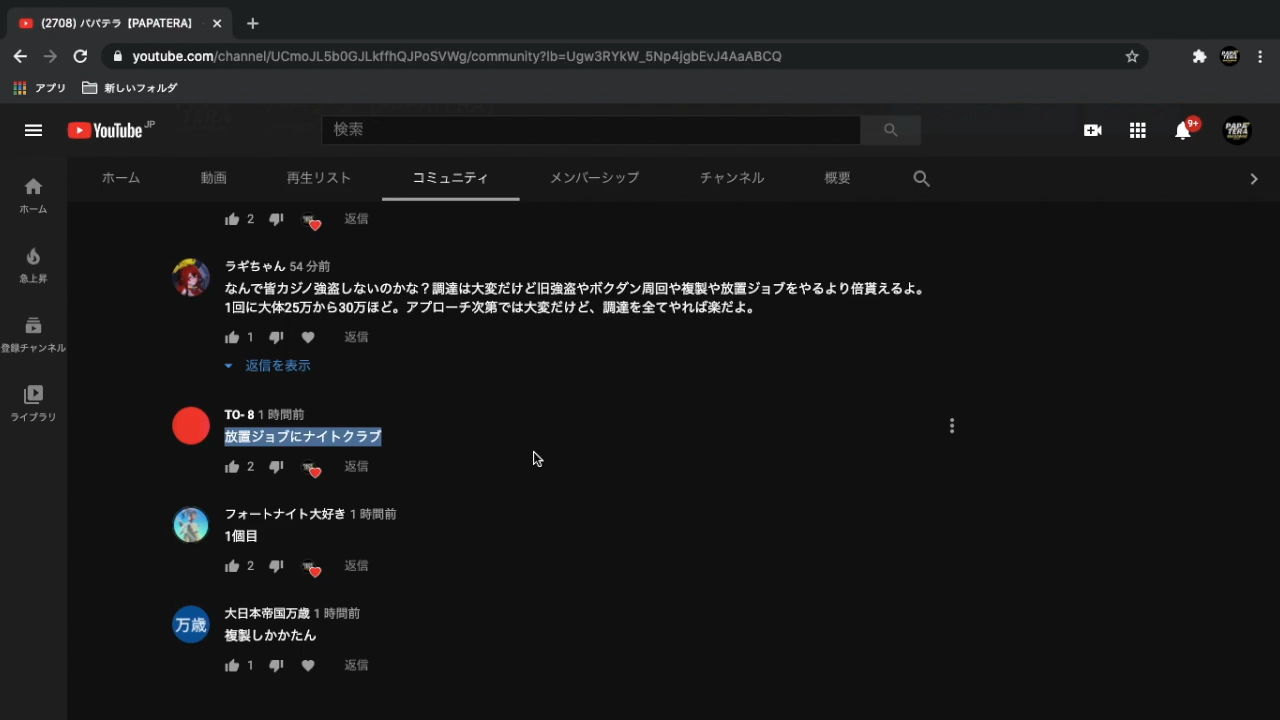 (2708) パパテラ【PAPATERA】
youtube.com/channel/UCmoJL5b0GJLkffhQJPoSVWg/community?lb=Ugw3RYkW_5Np4jgbEvJ4AaABCQ
アプリ 新しいフォルダ
YouTube JP 検索 9+ PAPATERA
ホーム 動画 再生リスト コミュニティ メンバーシップ チャンネル 概要
ホーム
急上昇
登録チャンネル
ライブラリ
2 返信
ラギちゃん 54 分前
なんで皆カジノ強盗しないのかな？調達は大変だけど旧強盗やボクダン周回や複製や放置ジョブをやるより倍貰えるよ。
1回に大体25万から30万ほど。アプローチ次第では大変だけど、調達を全てやれば楽だよ。
1 返信
返信を表示
TO- 8 1 時間前
放置ジョブにナイトクラブ
2 返信
フォートナイト大好き 1 時間前
1個目
2 返信
万歳
大日本帝国万歳 1 時間前
複製しかかたん
1 返信